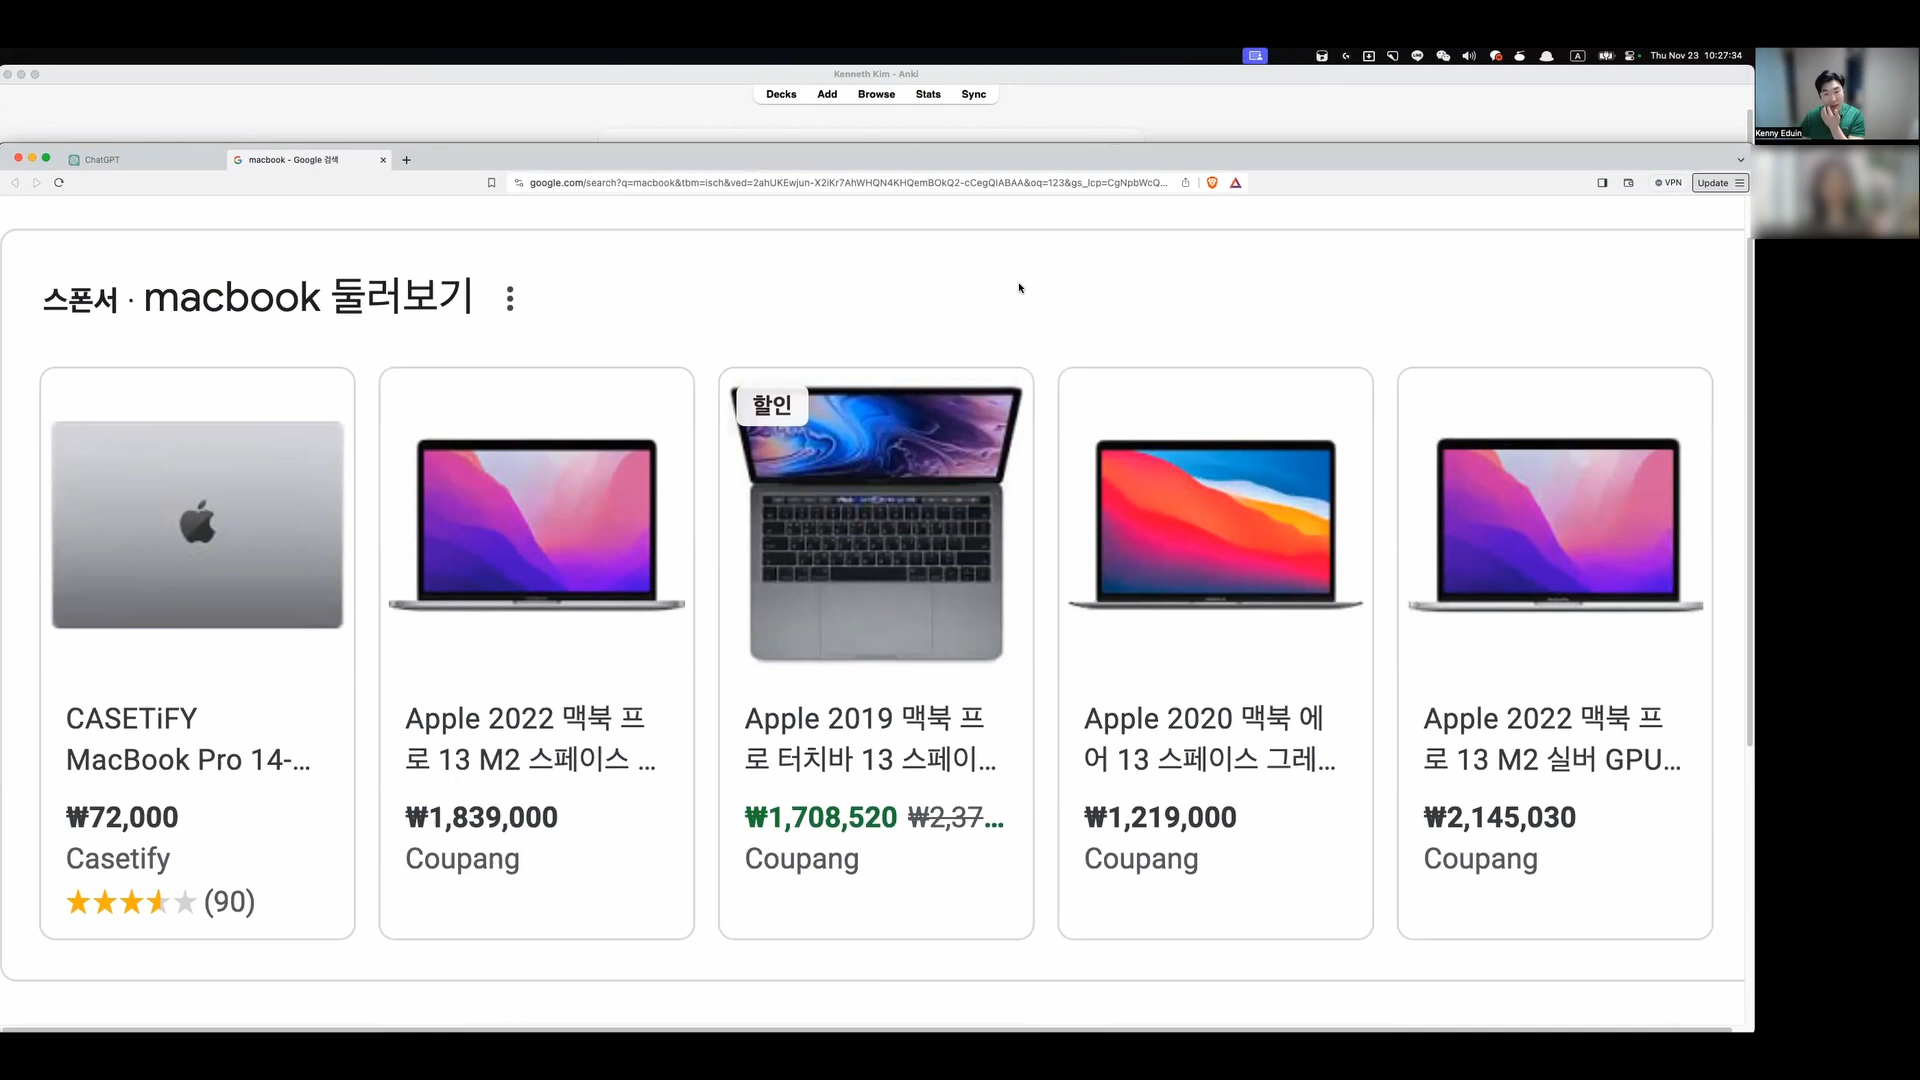 Thu Nov 23 10:27:34
Kenneth Kim - Anki
Decks Add Browse Stats Sync
Kenny Eduin
ChatGPT
macbook - Google 검색
google.com/search?q=macbook&tbm=isch&ved=2ahUKEwjun-X2iKr7AhWHQN4KHQemBOkQ2-cCegQIABAA&oq=123&gs_lcp=CgNpbWcQ...
VPN
Update
스폰서 · macbook 둘러보기
할인
CASETiFY
MacBook Pro 14-...
₩72,000
Casetify
(90)
Apple 2022 맥북 프
로 13 M2 스페이스 ...
₩1,839,000
Coupang
Apple 2019 맥북 프
로 터치바 13 스페이...
₩1,708,520 ₩2,37...
Coupang
Apple 2020 맥북 에
어 13 스페이스 그레...
₩1,219,000
Coupang
Apple 2022 맥북 프
로 13 M2 실버 GPU...
₩2,145,030
Coupang